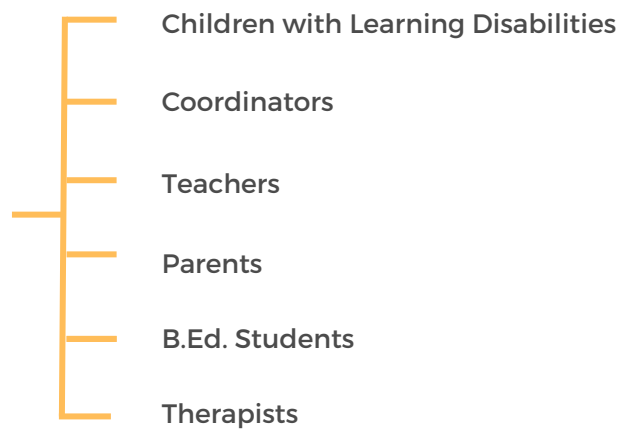 Children with Learning Disabilities
Coordinators
Teachers
Parents
B.Ed. Students
Therapists